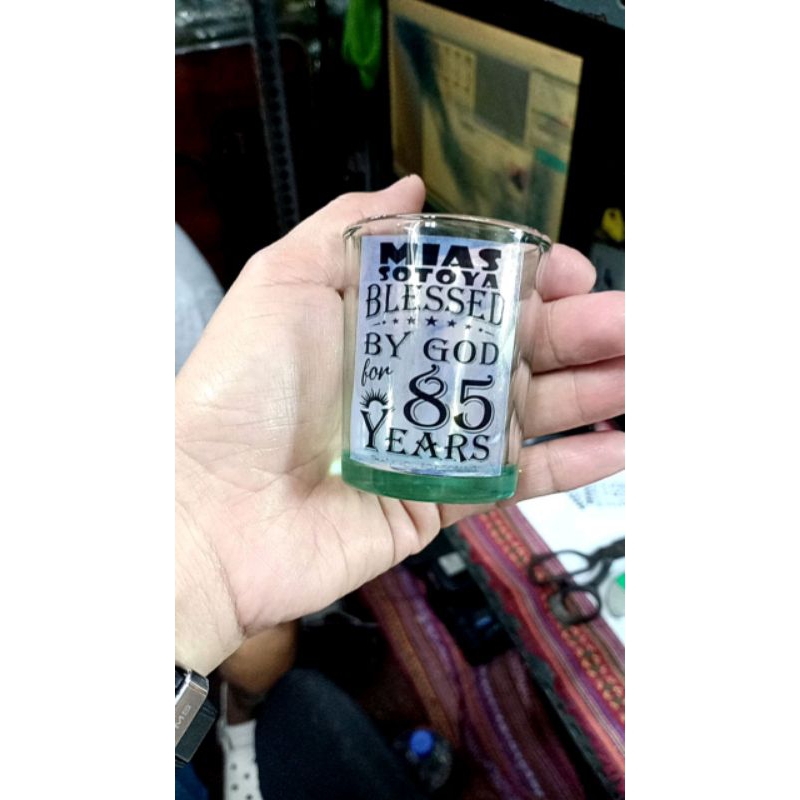 MIAS
SOTOYA
BLESSED
BY GOD
for 85
YEARS